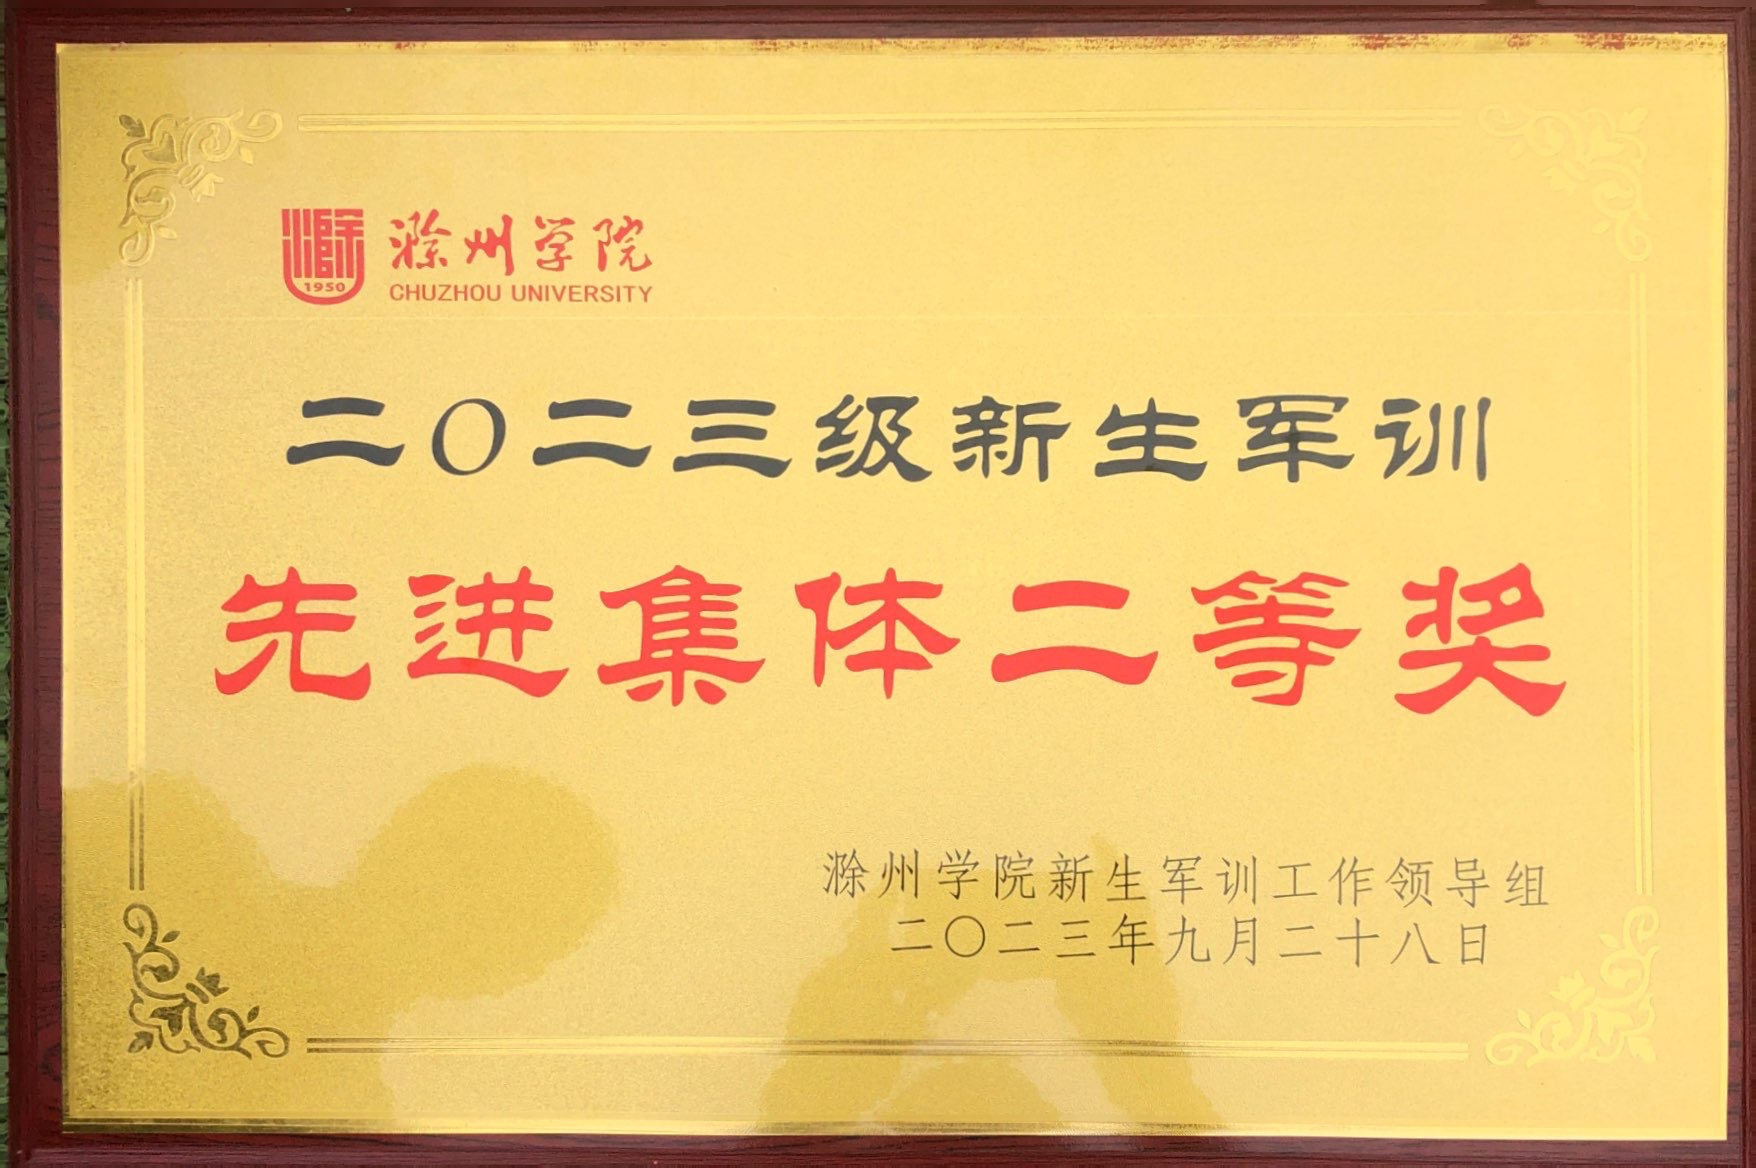 滁
1950
滁州学院
CHUZHOU UNIVERSITY
二〇二三级新生军训
先进集体二等奖
滁州学院新生军训工作领导组
二〇二三年九月二十八日